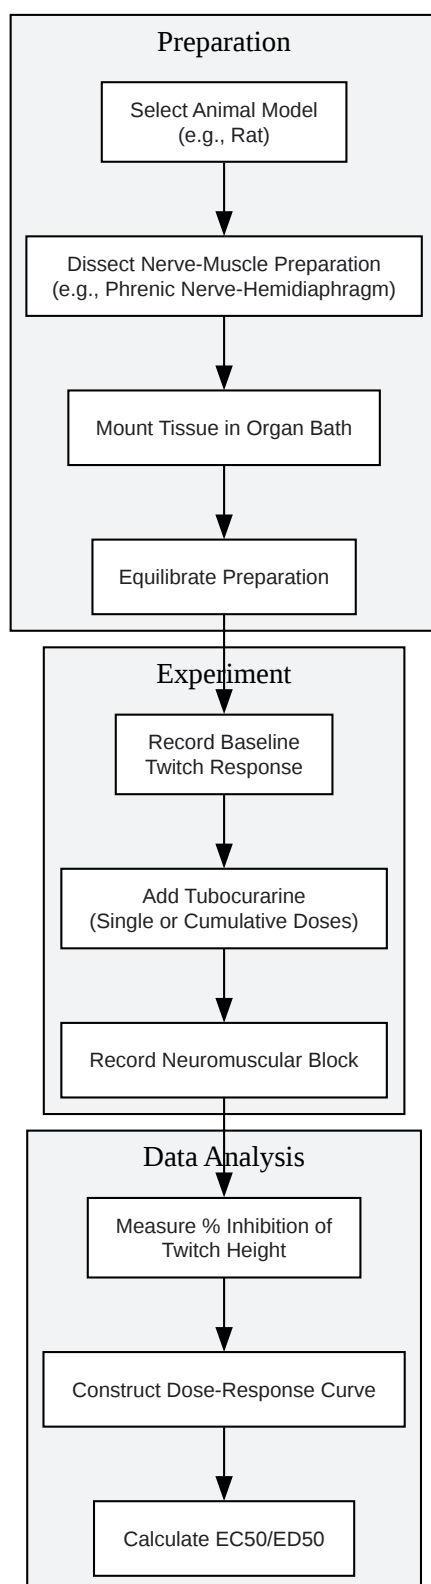 Preparation
Select Animal Model
(e.g., Rat)
Dissect Nerve-Muscle Preparation
(e.g., Phrenic Nerve-Hemidiaphragm)
Mount Tissue in Organ Bath
Equilibrate Preparation
Experiment
Record Baseline
Twitch Response
Add Tubocurarine
(Single or Cumulative Doses)
Record Neuromuscular Block
Data Analysis
Measure % Inhibition of
Twitch Height
Construct Dose-Response Curve
Calculate EC50/ED50